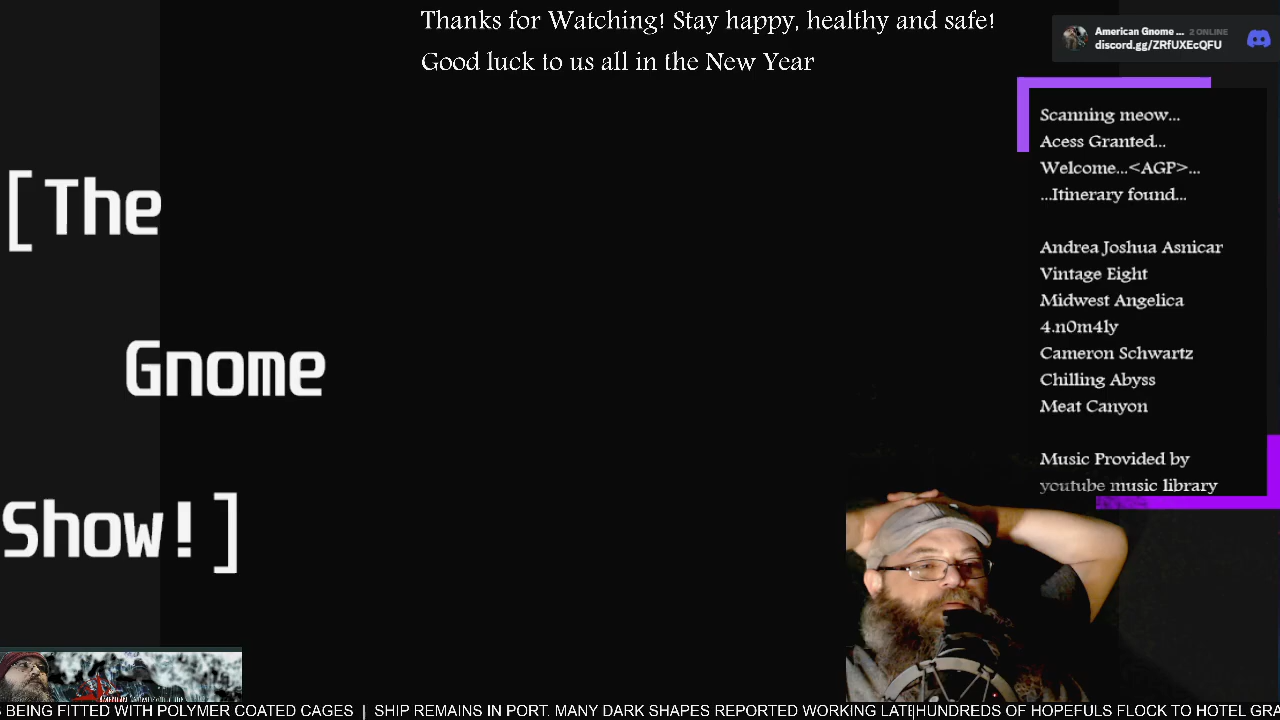 Thanks for Watching! Stay happy, healthy and safe!
Good luck to us all in the New Year
American Gnome ... 2 ONLINE
discord.gg/ZRfUXEcQFU
Scanning meow...
Acess Granted...
Welcome...<AGP>...
...Itinerary found...
Andrea Joshua Asnicar
Vintage Eight
Midwest Angelica
4.n0m4ly
Cameron Schwartz
Chilling Abyss
Meat Canyon
Music Provided by
youtube music library
[The
Gnome
Show!]
BEING FITTED WITH POLYMER COATED CAGES | SHIP REMAINS IN PORT. MANY DARK SHAPES REPORTED WORKING LATE|HUNDREDS OF HOPEFULS FLOCK TO HOTEL GRA